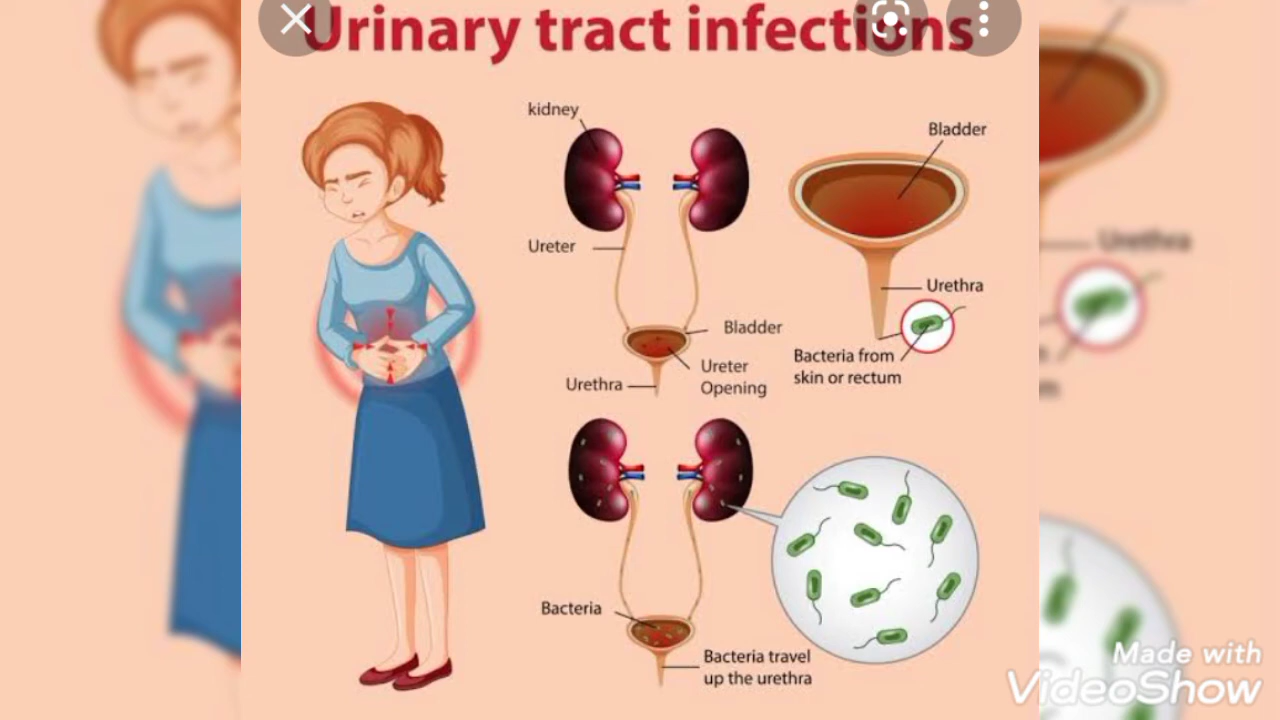 Urinary tract infections
kidney
Bladder
Ureter
Urethra
Bladder
Bacteria from
skin or rectum
Ureter
Opening
Urethra
Bacteria
Bacteria travel
up the urethra
Urethra
Made with
VideoShow